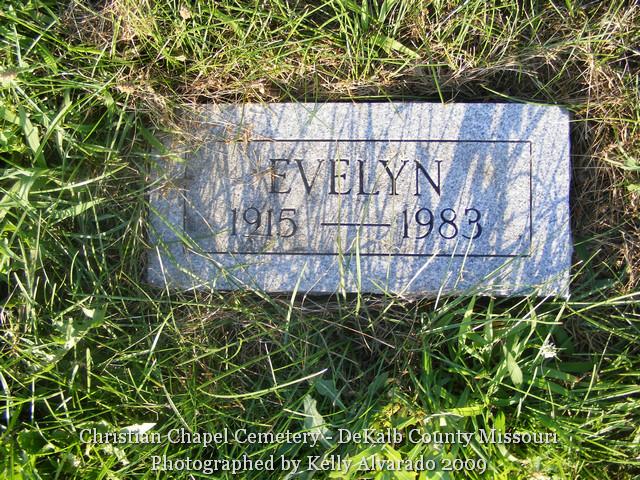 EVELYN
1915 — 1983
Christian Chapel Cemetery - DeKalb County Missouri
Photographed by Kelly Alvarado 2009